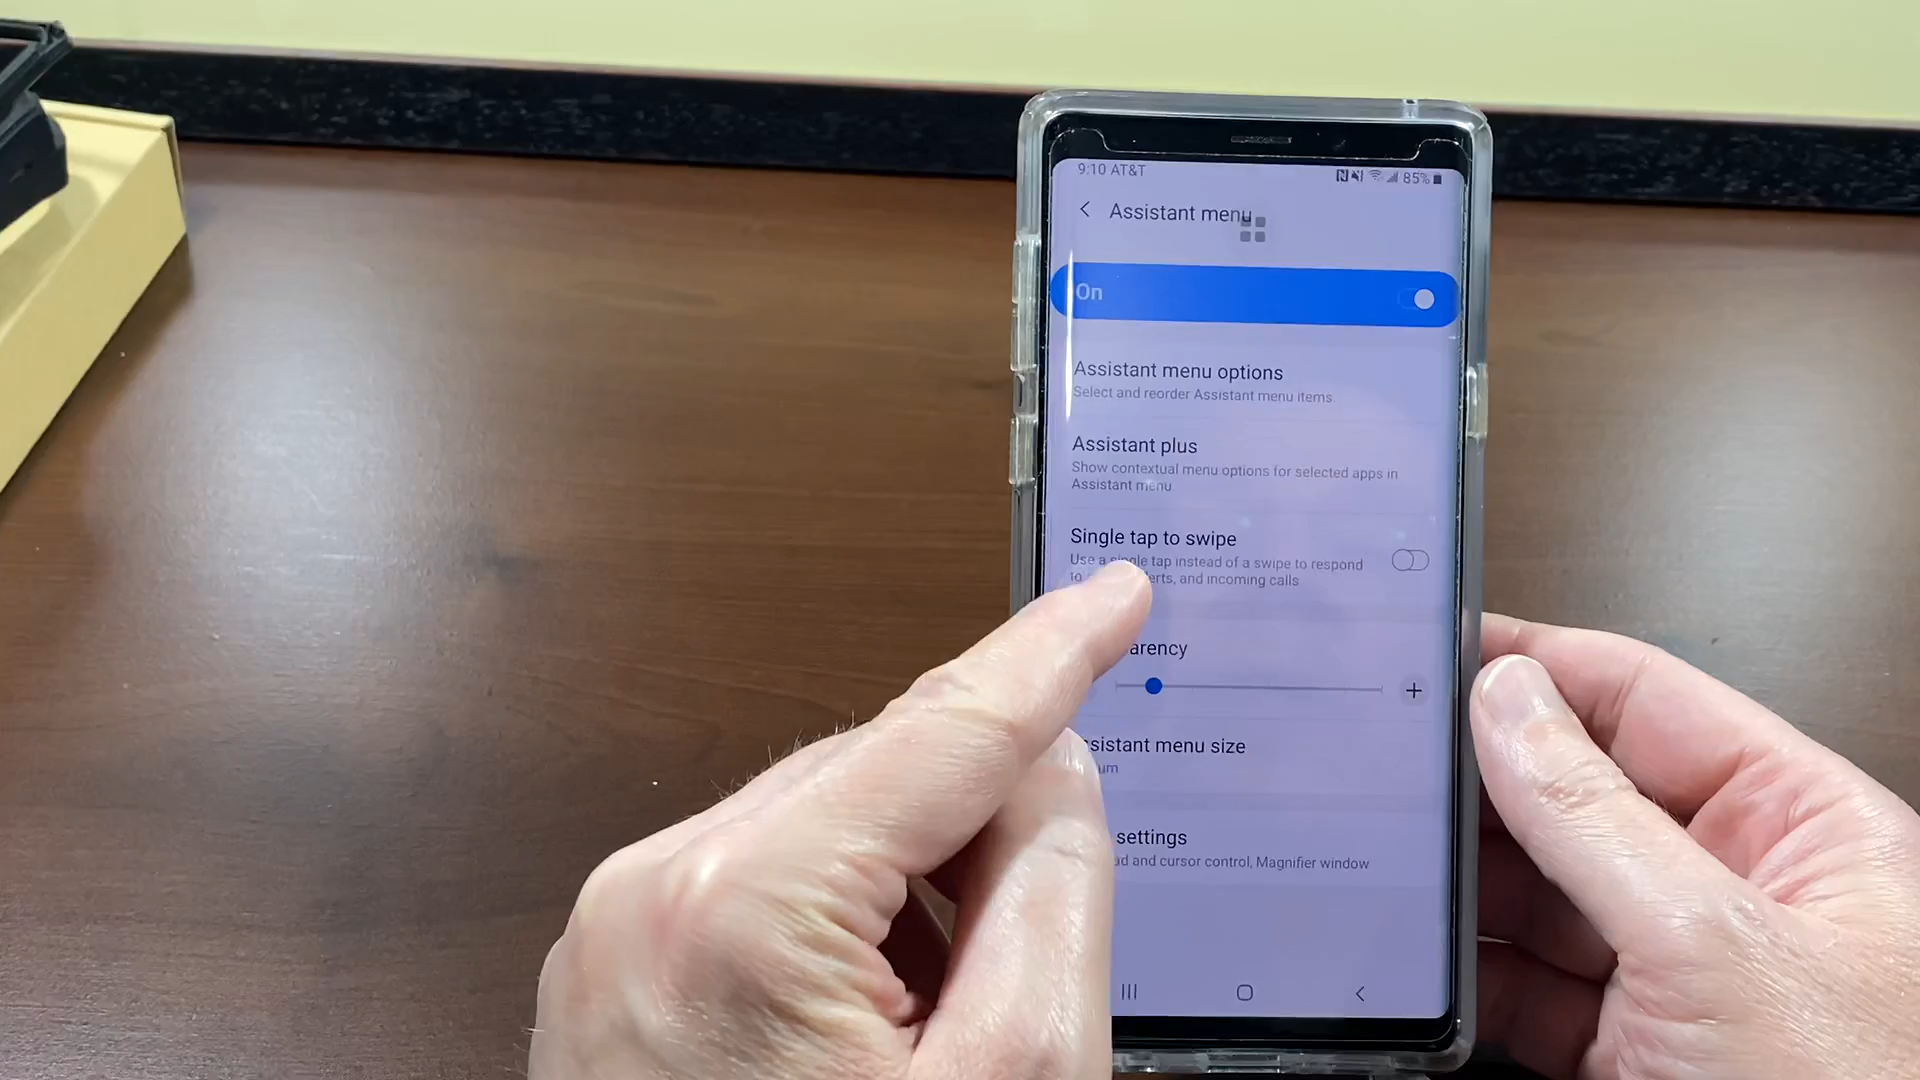 9:10 AT&T 85%
Assistant menu
On
Assistant menu options
Select and reorder Assistant menu items
Assistant plus
Show contextual menu options for selected apps in
Assistant menu
Single tap to swipe
Use a single tap instead of a swipe to respond
to erts, and incoming calls
arency
sistant menu size
um
settings
ad and cursor control, Magnifier window